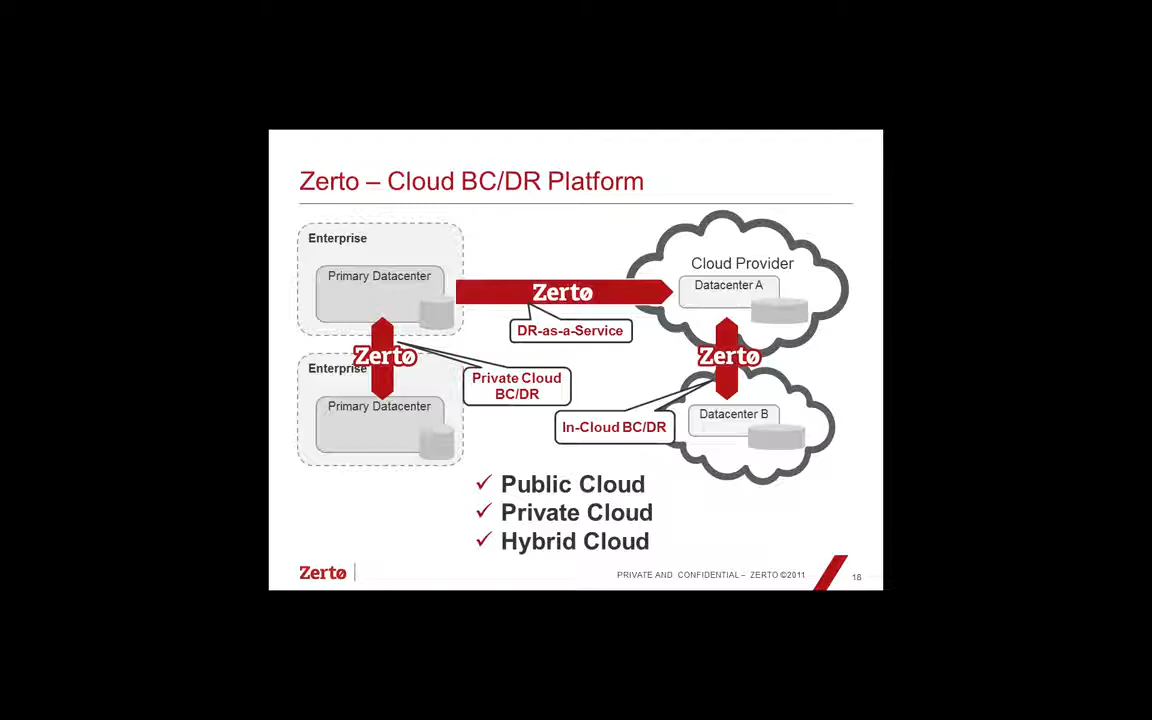 Zerto – Cloud BC/DR Platform
Enterprise
Primary Datacenter
Zerto
Cloud Provider
Datacenter A
DR-as-a-Service
Zerto
Zerto
Enterprise
Private Cloud
BC/DR
Primary Datacenter
In-Cloud BC/DR
Datacenter B
✓ Public Cloud
✓ Private Cloud
✓ Hybrid Cloud
Zerto
PRIVATE AND CONFIDENTIAL – ZERTO ©2011
18